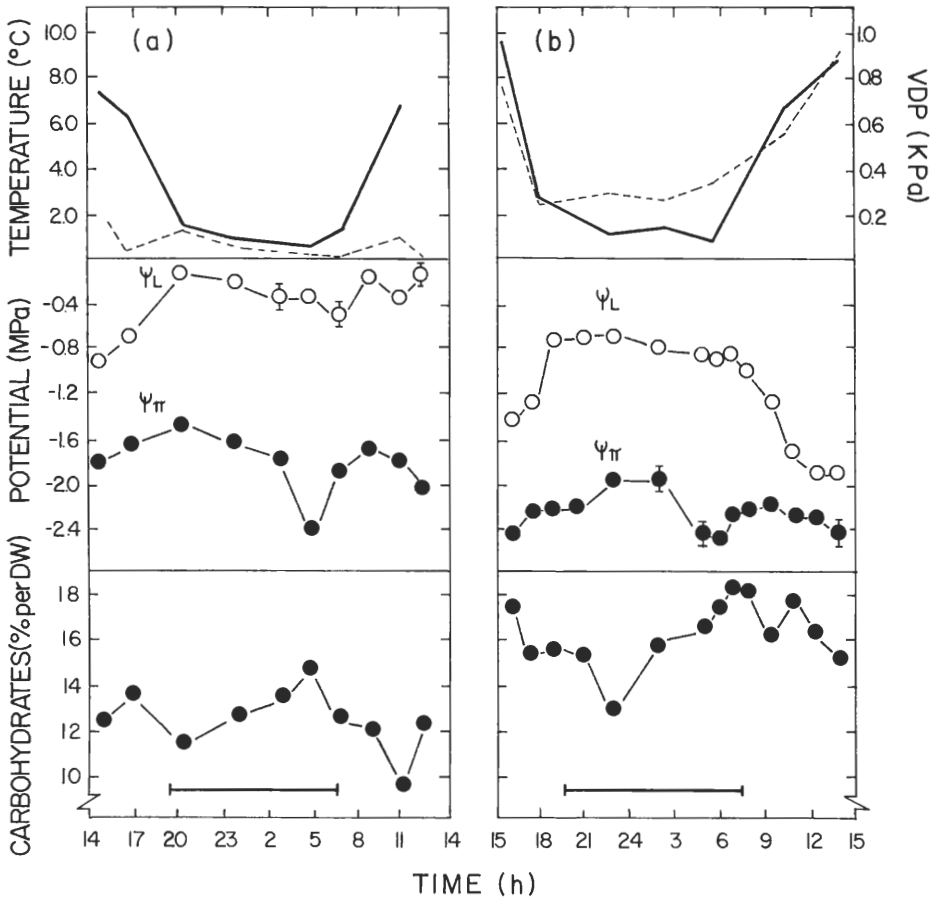 (a)
(b)
TEMPERATURE (°C)
10.0
8.0
6.0
4.0
2.0
1.0
0.8
0.6
0.4
0.2
VDP (KPa)
POTENTIAL (MPa)
-0.4
-0.8
-1.2
-1.6
-2.0
-2.4
ΨL
Ψπ
ΨL
Ψπ
CARBOHYDRATES(% per DW)
18
16
14
12
10
14 17 20 23 2 5 8 11 14
15 18 21 24 3 6 9 12 15
TIME (h)